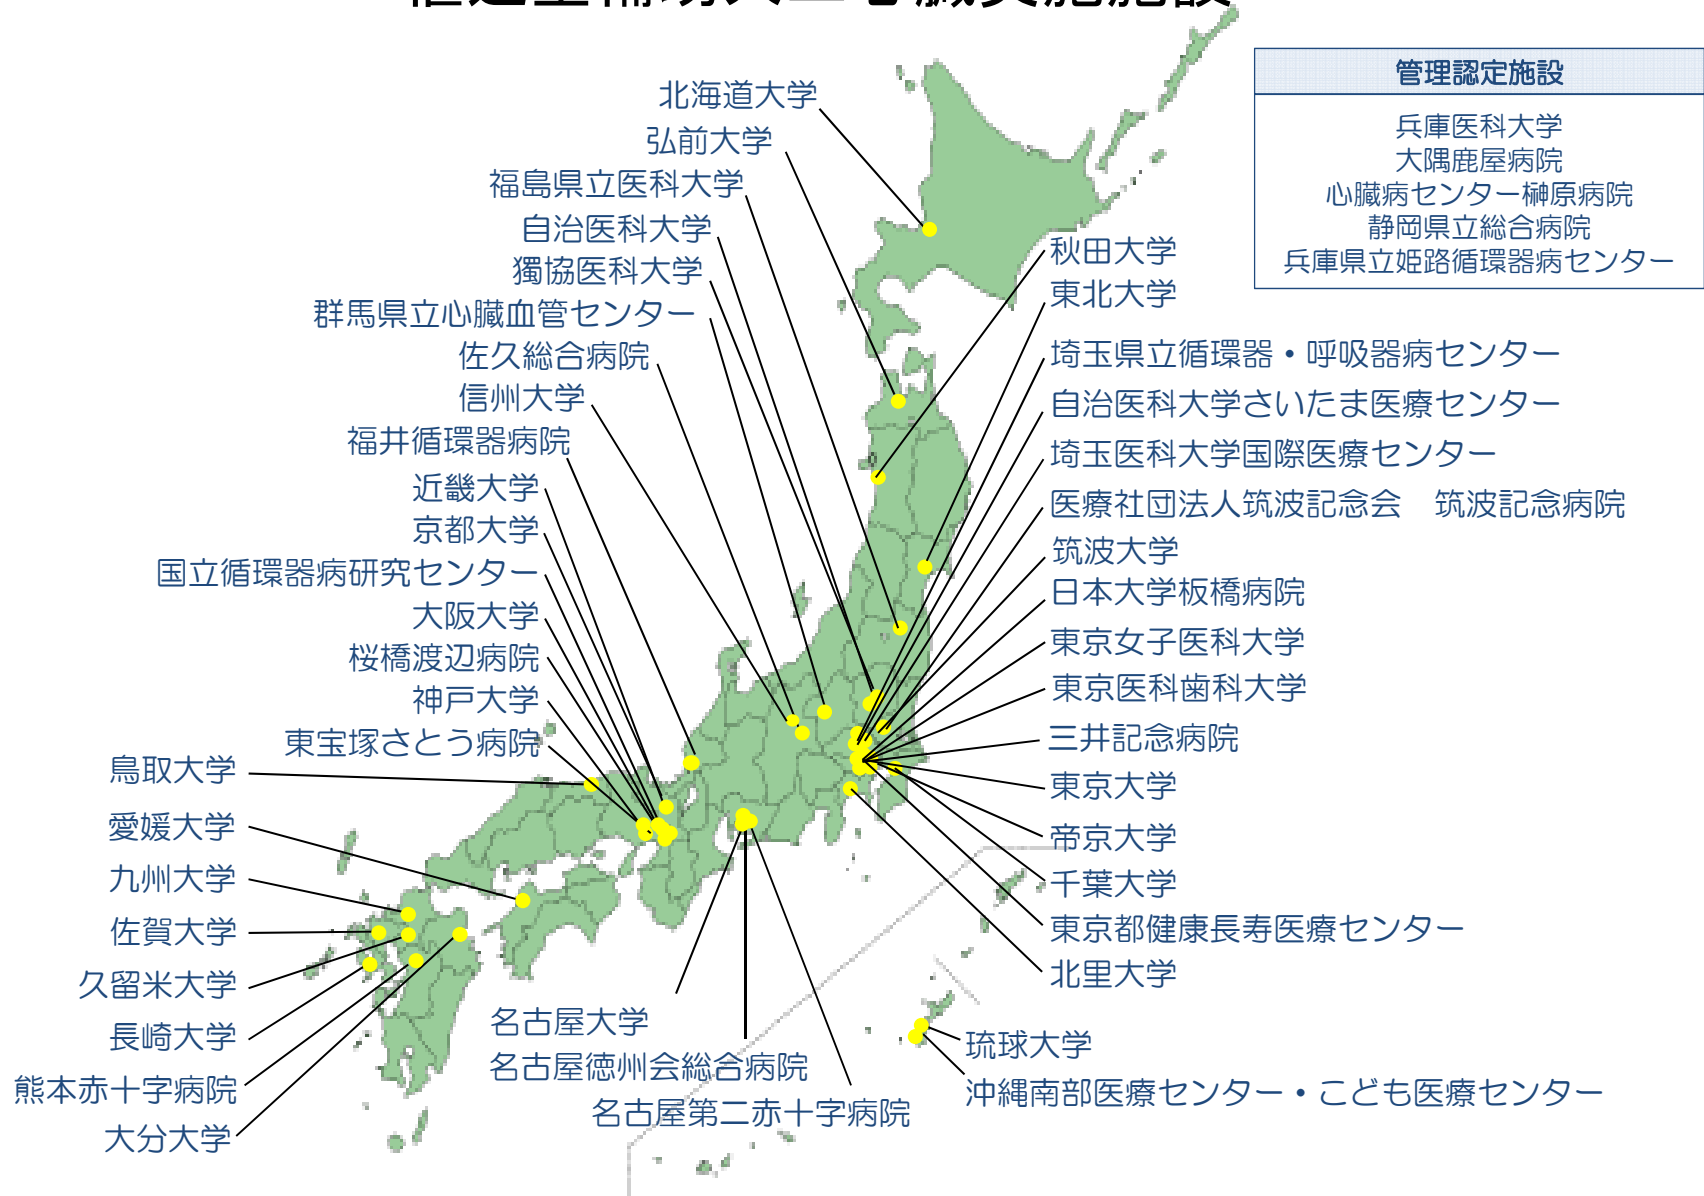 植込型補助人工心臓実施施設
管理認定施設
兵庫医科大学
大隅鹿屋病院
心臓病センター榊原病院
静岡県立総合病院
兵庫県立姫路循環器病センター
北海道大学
弘前大学
福島県立医科大学
自治医科大学
獨協医科大学
群馬県立心臓血管センター
佐久総合病院
信州大学
福井循環器病院
近畿大学
京都大学
国立循環器病研究センター
大阪大学
桜橋渡辺病院
神戸大学
東宝塚さとう病院
鳥取大学
愛媛大学
九州大学
佐賀大学
久留米大学
長崎大学
熊本赤十字病院
大分大学
名古屋大学
名古屋徳州会総合病院
名古屋第二赤十字病院
秋田大学
東北大学
埼玉県立循環器・呼吸器病センター
自治医科大学さいたま医療センター
埼玉医科大学国際医療センター
医療社団法人筑波記念会　筑波記念病院
筑波大学
日本大学板橋病院
東京女子医科大学
東京医科歯科大学
三井記念病院
東京大学
帝京大学
千葉大学
東京都健康長寿医療センター
北里大学
琉球大学
沖縄南部医療センター・こども医療センター